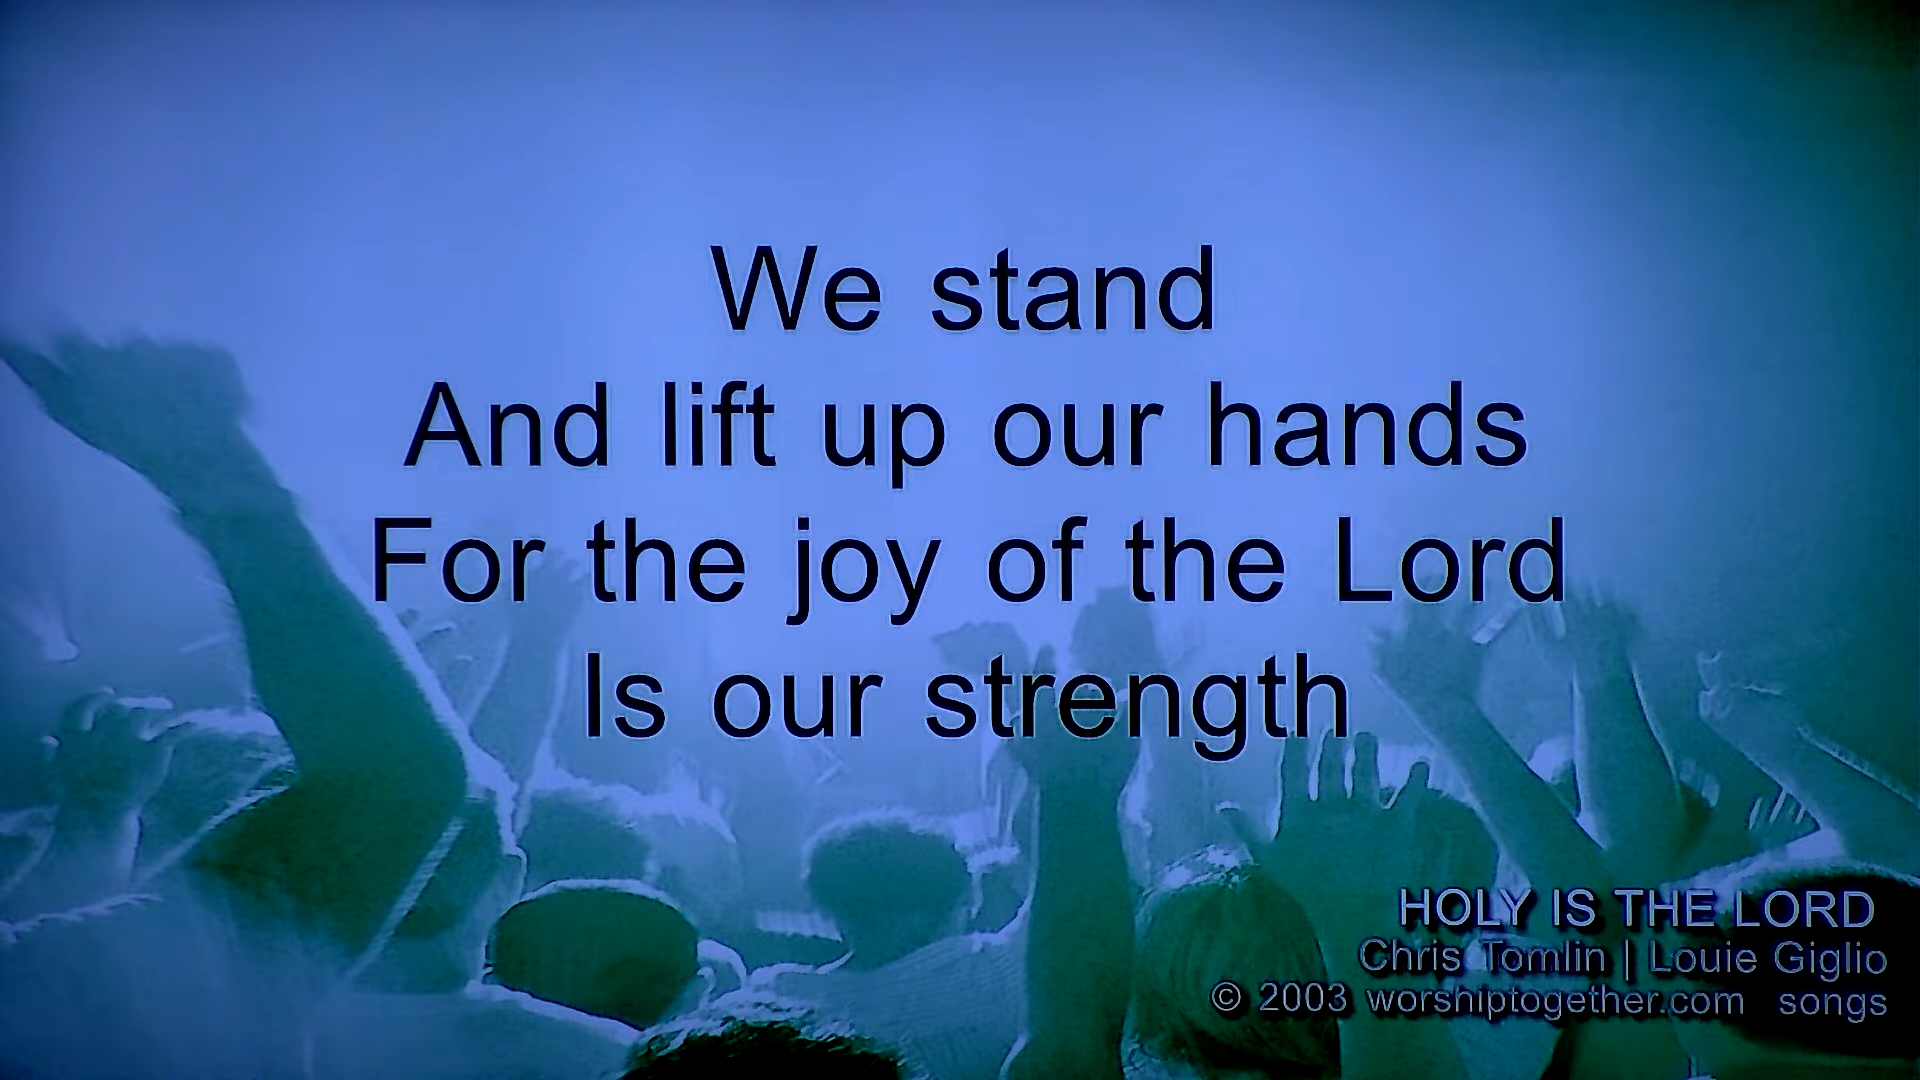 We stand
And lift up our hands
For the joy of the Lord
Is our strength
HOLY IS THE LORD
Chris Tomlin | Louie Giglio
© 2003 worshiptogether.com songs